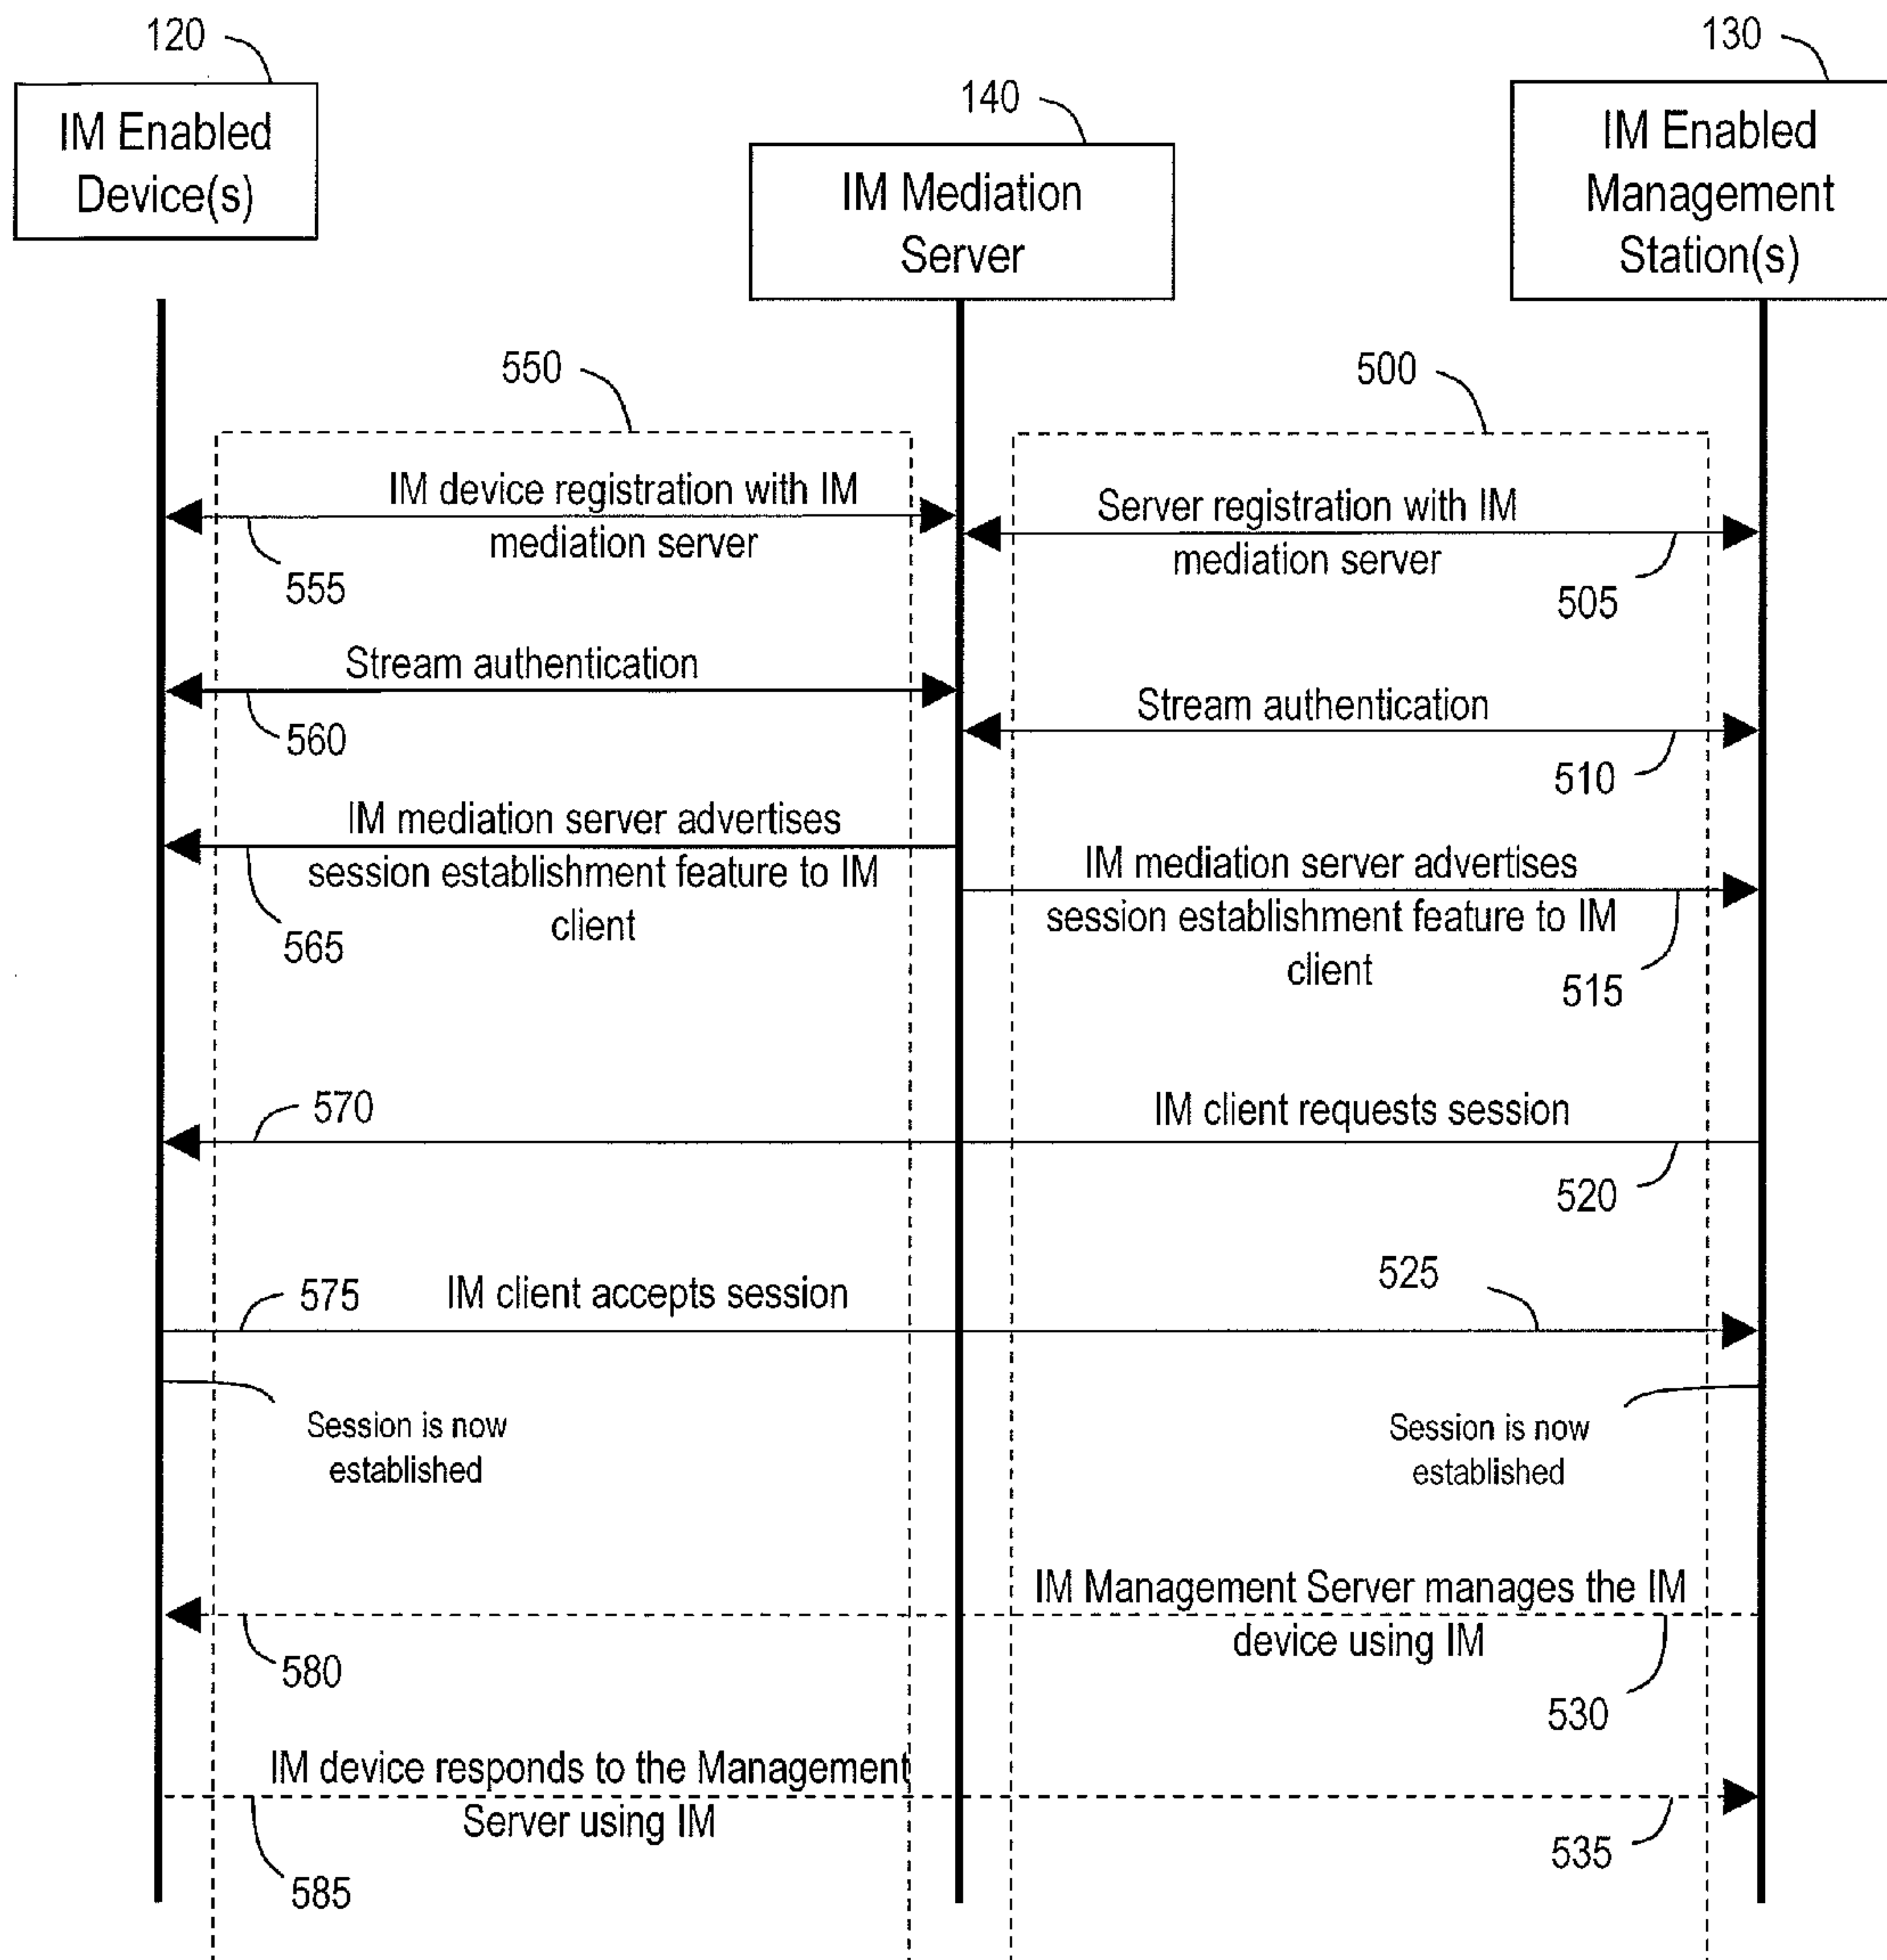 120
130
140
IM Enabled
Device(s)
IM Mediation
Server
IM Enabled
Management
Station(s)
550
500
IM device registration with IM
mediation server
555
Server registration with IM
mediation server
505
Stream authentication
560
Stream authentication
510
IM mediation server advertises
session establishment feature to IM
client
565
IM mediation server advertises
session establishment feature to IM
client
515
570
IM client requests session
520
575
IM client accepts session
525
Session is now
established
Session is now
established
IM Management Server manages the IM
device using IM
580
530
IM device responds to the Management
Server using IM
585
535